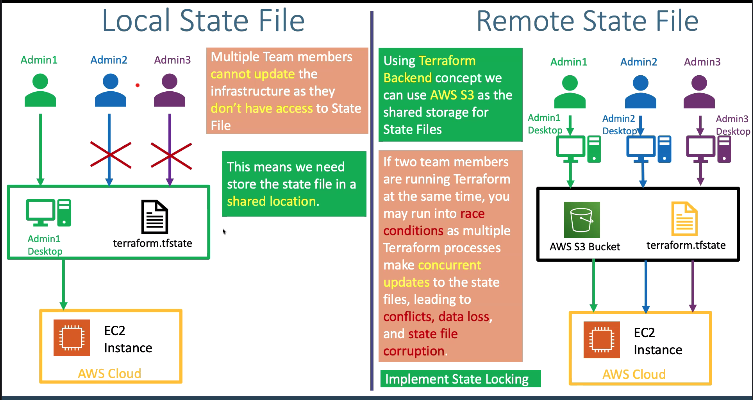 Local State File
Admin1
Admin2
Admin3
Multiple Team members
cannot update the
infrastructure as they
don't have access to State
File
This means we need
store the state file in a
shared location.
Admin1
Desktop
terraform.tfstate
EC2
Instance
AWS Cloud
Remote State File
Using Terraform
Backend concept we
can use AWS S3 as the
shared storage for
State Files
Admin1
Admin2
Admin3
Admin1
Desktop
Admin2
Desktop
Admin3
Desktop
If two team members
are running Terraform
at the same time, you
may run into race
conditions as multiple
Terraform processes
make concurrent
updates to the state
files, leading to
conflicts, data loss,
and state file
corruption.
Implement State Locking
AWS S3 Bucket
terraform.tfstate
EC2
Instance
AWS Cloud